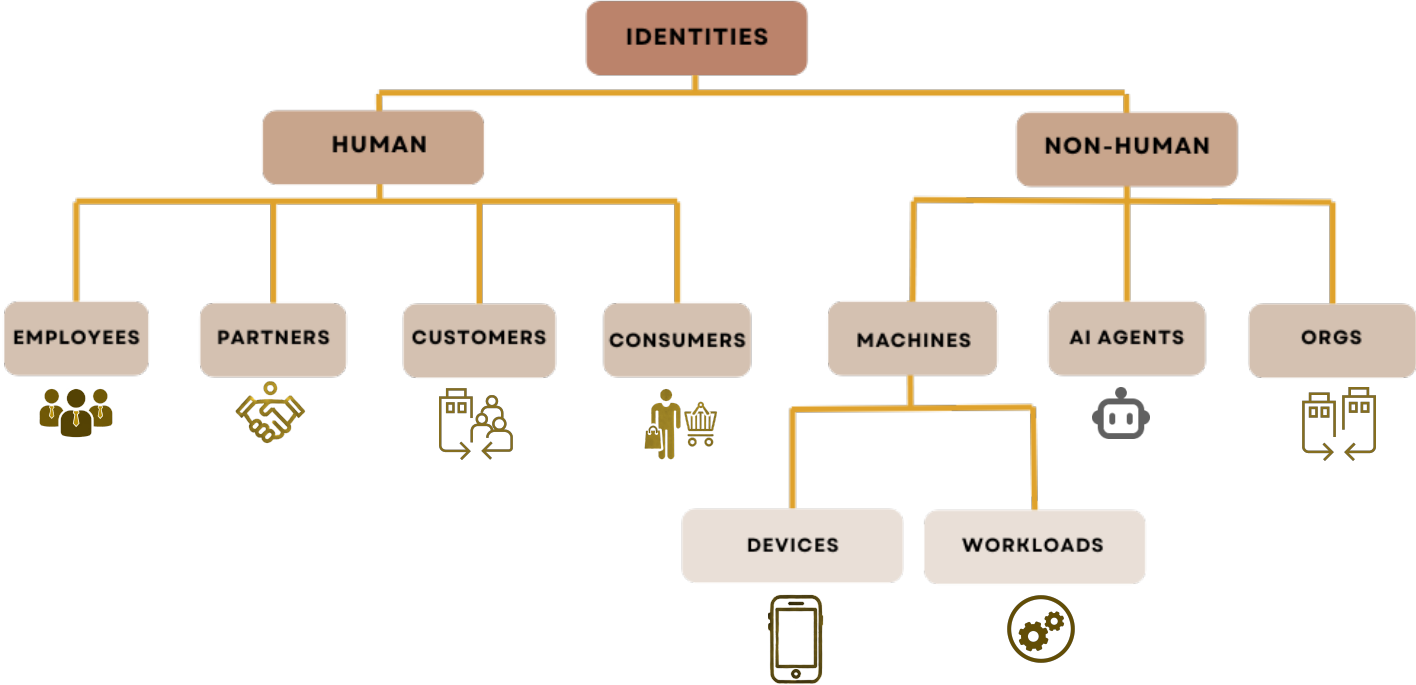 IDENTITIES
HUMAN
NON-HUMAN
EMPLOYEES
PARTNERS
CUSTOMERS
CONSUMERS
MACHINES
AI AGENTS
ORGS
DEVICES
WORKLOADS